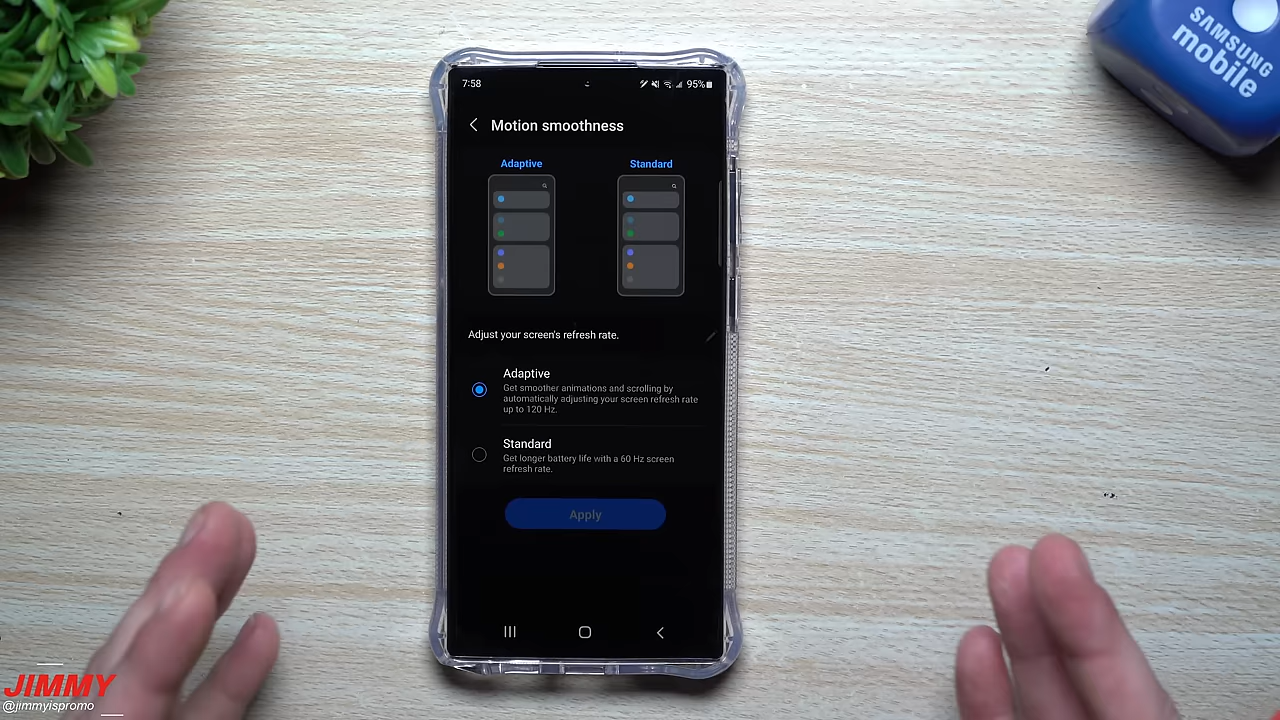 SAMSUNG
mobile
7:58
95%
Motion smoothness
Adaptive
Standard
Adjust your screen's refresh rate.
Adaptive
Get smoother animations and scrolling by
automatically adjusting your screen refresh rate
up to 120 Hz.
Standard
Get longer battery life with a 60 Hz screen
refresh rate.
Apply
JIMMY
@jimmyispromo